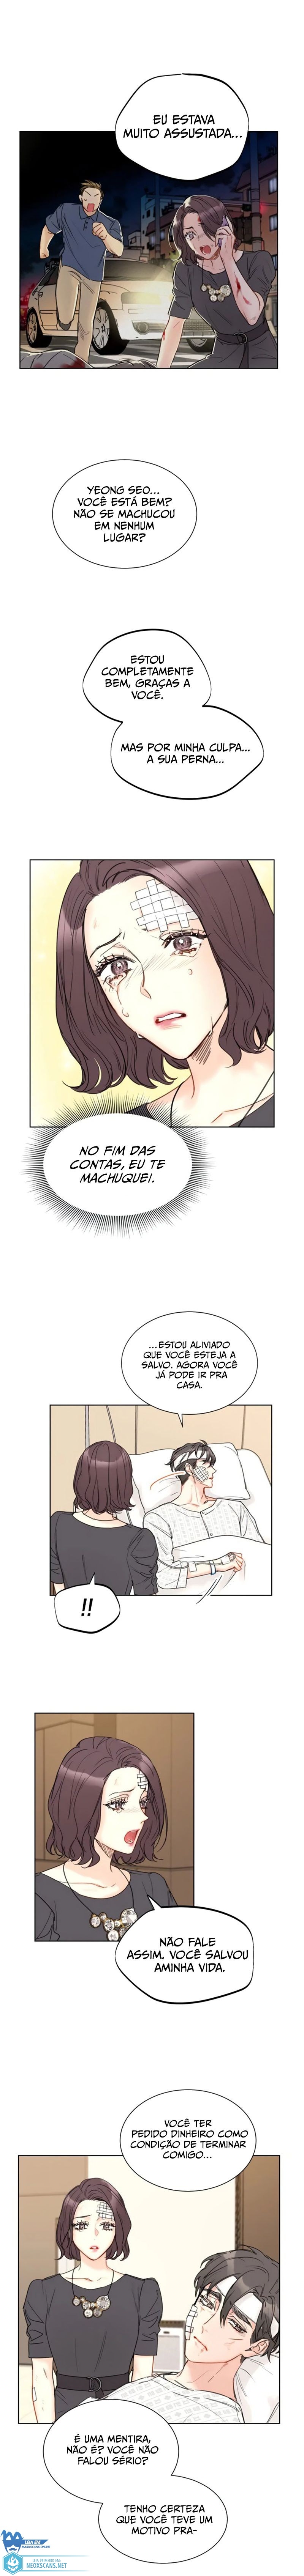 EU ESTAVA
MUITO ASSUSTADA...
YEONG SEO...
VOCÊ ESTÁ BEM?
NÃO SE MACHUCOU
EM NENHUM
LUGAR?
ESTOU
COMPLETAMENTE
BEM, GRAÇAS A
VOCÊ.
MAS POR MINHA CULPA...
A SUA PERNA...
NO FIM DAS
CONTAS, EU TE
MACHUQUEI.
...ESTOU ALIVIADO
QUE VOCÊ ESTEJA A
SALVO. AGORA VOCÊ
JÁ PODE IR PRA
CASA.
!!
NÃO FALE
ASSIM. VOCÊ SALVOU
AMINHA VIDA.
VOCÊ TER
PEDIDO DINHEIRO COMO
CONDIÇÃO DE TERMINAR
COMIGO...
É UMA MENTIRA,
NÃO É? VOCÊ NÃO
FALOU SÉRIO?
TENHO CERTEZA
QUE VOCÊ TEVE UM
MOTIVO PRA-
LEIA EM
NEOXSCANS.NET